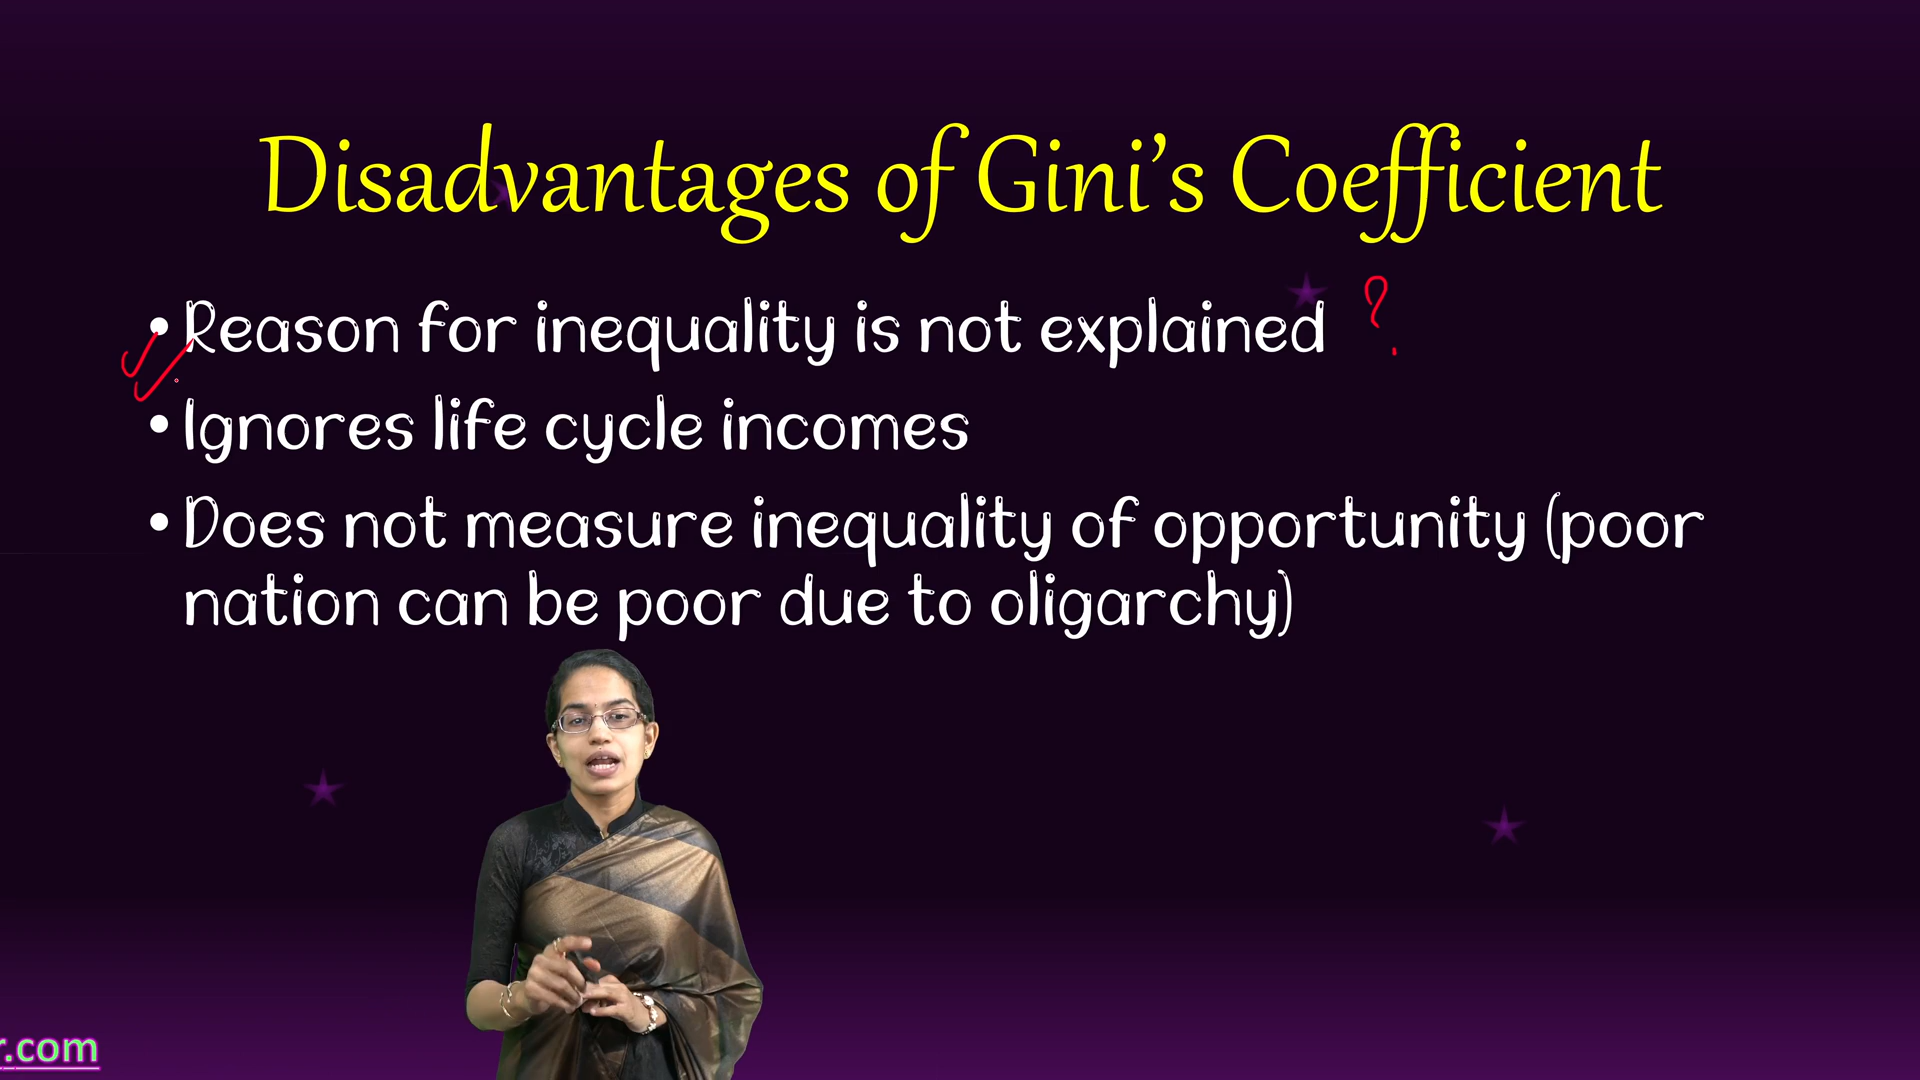 Disadvantages of Gini's Coefficient
• Reason for inequality is not explained ?
• Ignores life cycle incomes
• Does not measure inequality of opportunity (poor
nation can be poor due to oligarchy)
r.com